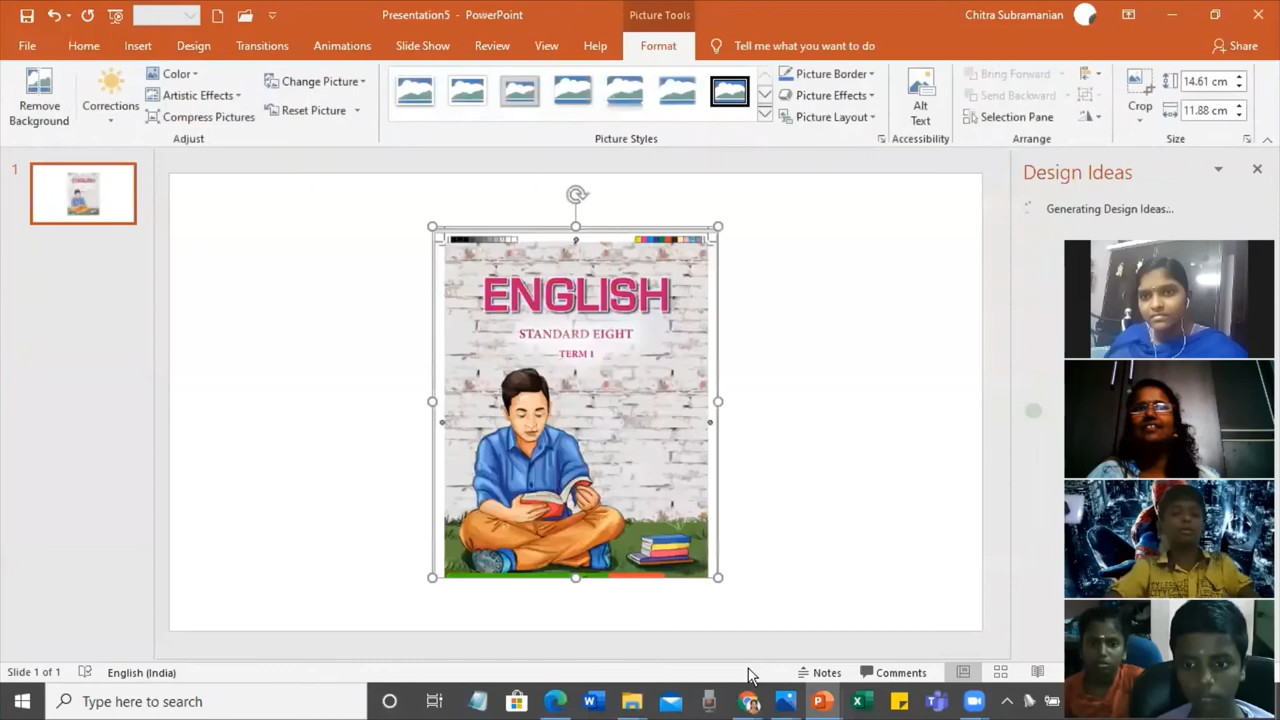 Presentation5 - PowerPoint
Picture Tools
Chitra Subramanian
File
Home
Insert
Design
Transitions
Animations
Slide Show
Review
View
Help
Format
Tell me what you want to do
Share
Remove
Background
Corrections
Color
Artistic Effects
Compress Pictures
Change Picture
Reset Picture
Adjust
Picture Styles
Picture Border
Picture Effects
Picture Layout
Alt
Text
Accessibility
Bring Forward
Send Backward
Selection Pane
Arrange
Crop
14.61 cm
11.88 cm
Size
1
ENGLISH
STANDARD EIGHT
TERM I
Design Ideas
Generating Design Ideas...
Slide 1 of 1
English (India)
Notes
Comments
Type here to search